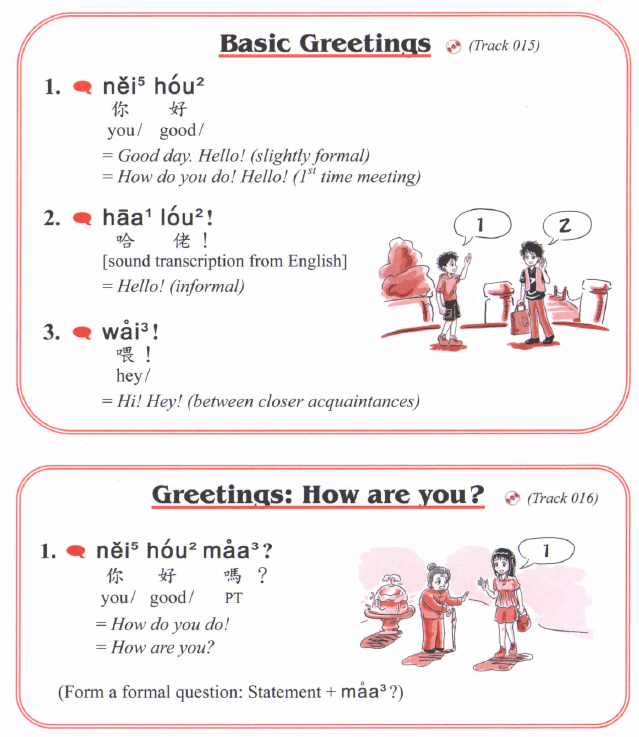 Basic Greetings (Track 015)
1. něi⁵ hóu²
你 好
you/ good/
= Good day. Hello! (slightly formal)
= How do you do! Hello! (1st time meeting)
2. hāa¹ lóu²!
哈 佬 !
[sound transcription from English]
= Hello! (informal)
3. wåi³!
喂 !
hey/
= Hi! Hey! (between closer acquaintances)
1
2
Greetings: How are you? (Track 016)
1. něi⁵ hóu² måa³?
你 好 嗎 ?
you/ good/ PT
= How do you do!
= How are you?
(Form a formal question: Statement + måa³?)
1